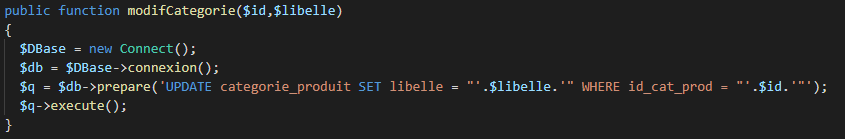 public function modifCategorie($id,$libelle)
{
$DBase = new Connect();
$db = $DBase->connexion();
$q = $db->prepare('UPDATE categorie_produit SET libelle = "'.$libelle.'" WHERE id_cat_prod = "'.$id.'"');
$q->execute();
}